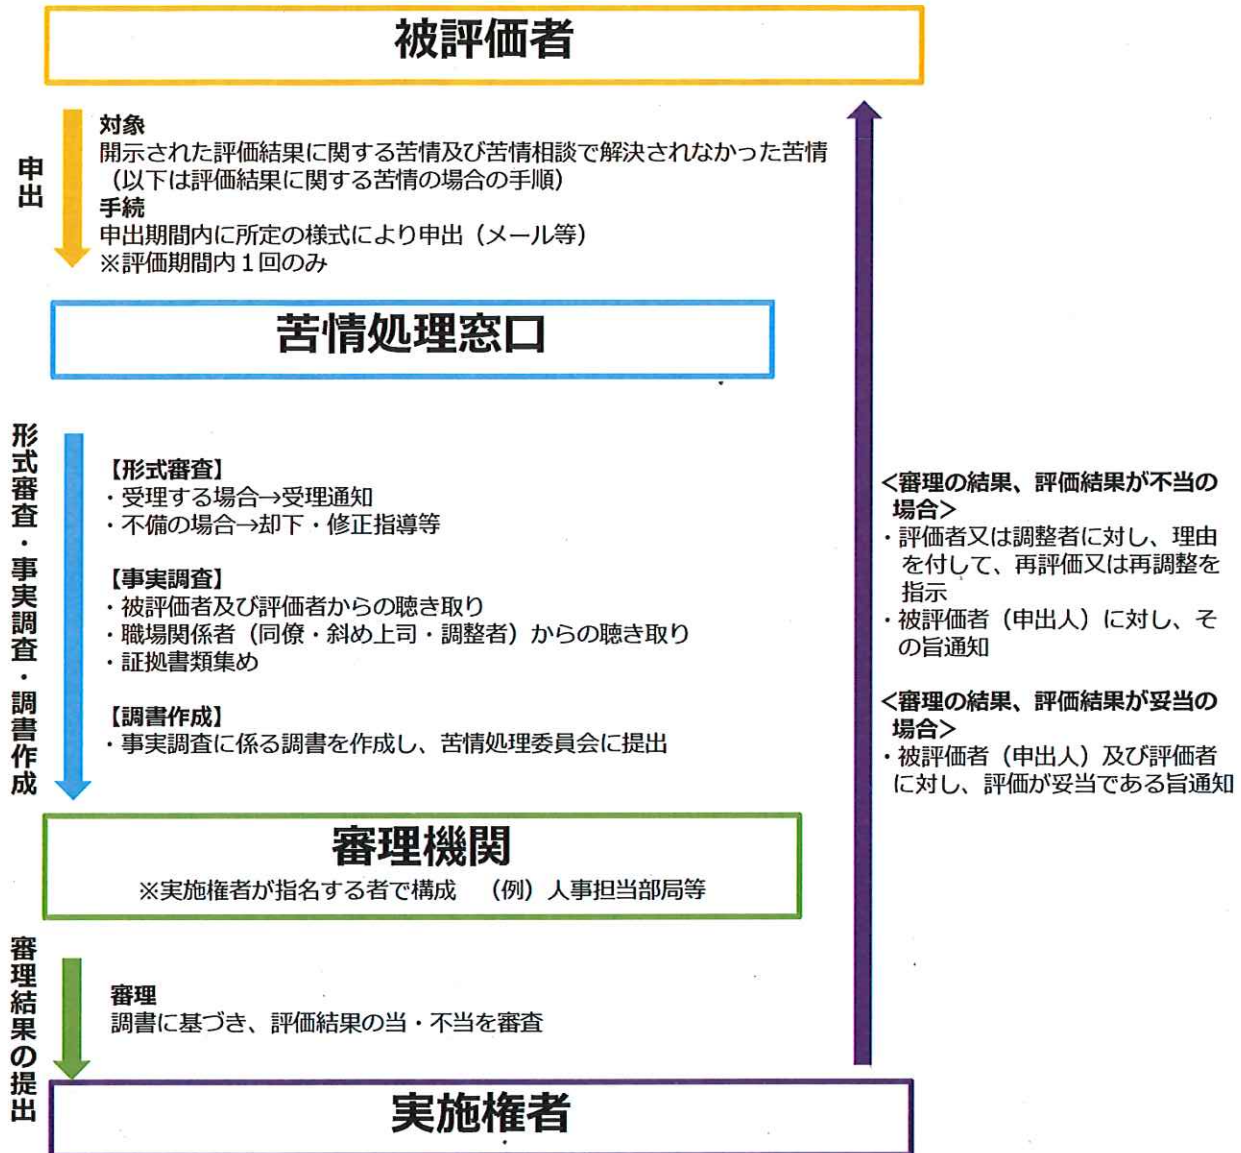 被評価者
申出
対象
開示された評価結果に関する苦情及び苦情相談で解決されなかった苦情
（以下は評価結果に関する苦情の場合の手順）
手続
申出期間内に所定の様式により申出（メール等）
※評価期間内１回のみ
苦情処理窓口
形式審査・事実調査・調書作成
【形式審査】
・受理する場合→受理通知
・不備の場合→却下・修正指導等
【事実調査】
・被評価者及び評価者からの聴き取り
・職場関係者（同僚・斜め上司・調整者）からの聴き取り
・証拠書類集め
【調書作成】
・事実調査に係る調書を作成し、苦情処理委員会に提出
審理機関
※実施権者が指名する者で構成　（例）人事担当部局等
審理結果の提出
審理
調書に基づき、評価結果の当・不当を審査
実施権者
＜審理の結果、評価結果が不当の
場合＞
・評価者又は調整者に対し、理由
を付して、再評価又は再調整を
指示
・被評価者（申出人）に対し、そ
の旨通知
＜審理の結果、評価結果が妥当の
場合＞
・被評価者（申出人）及び評価者
に対し、評価が妥当である旨通知